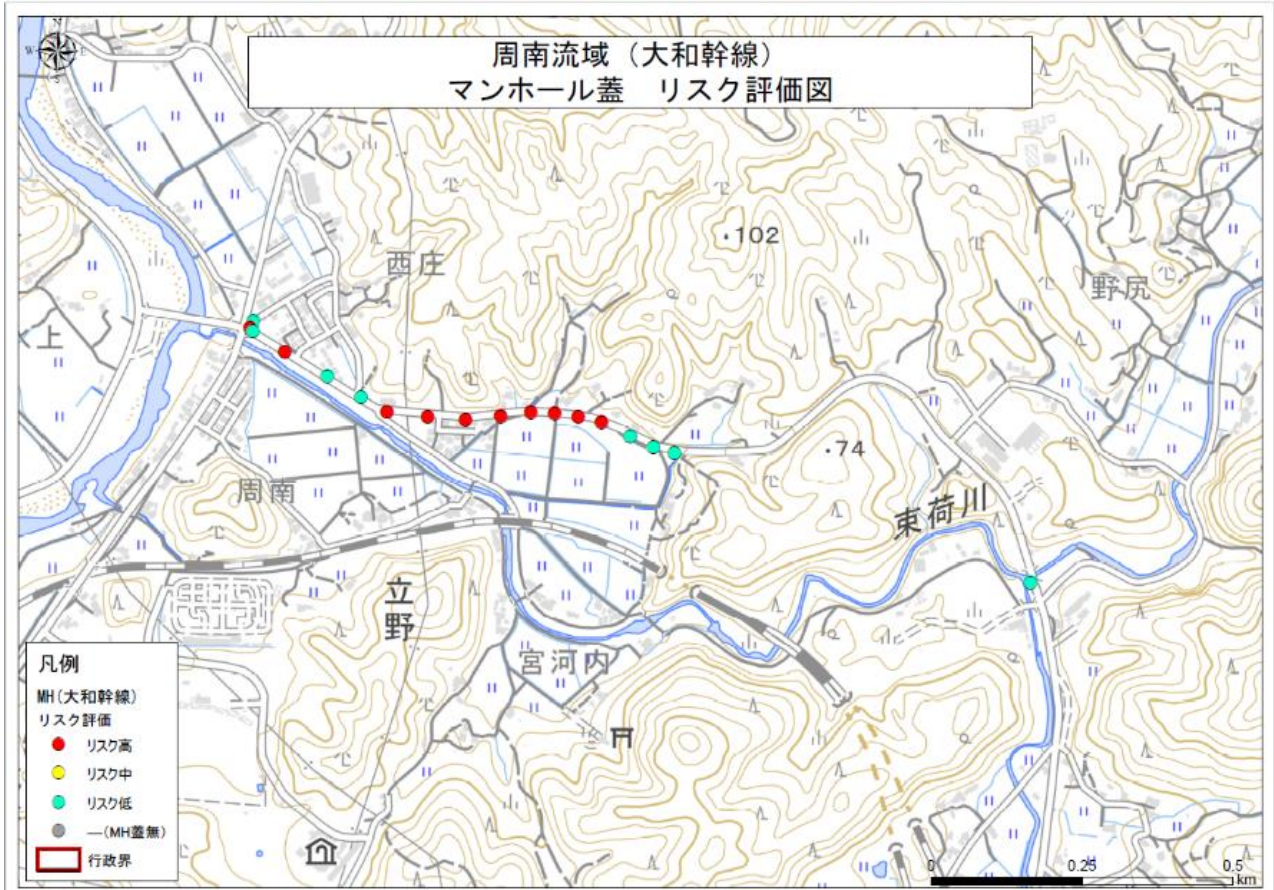 周南流域(大和幹線)
マンホール蓋 リスク評価図
N
W
E
S
・102
西庄
野尻
上
・74
周南
束荷川
立野
宮河内
凡例
MH(大和幹線)
リスク評価
リスク高
リスク中
リスク低
―(MH蓋無)
行政界
0 0.25 0.5
km